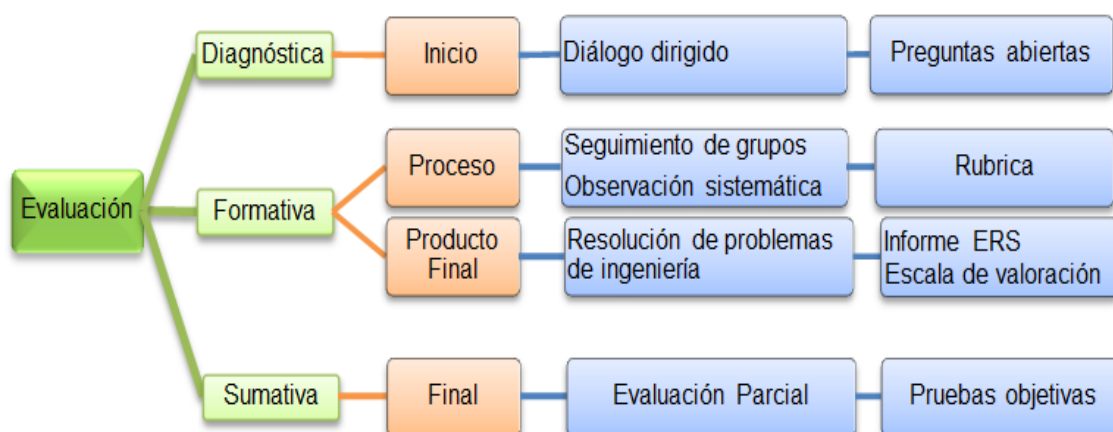 Evaluación
Diagnóstica
Inicio
Diálogo dirigido
Preguntas abiertas
Formativa
Proceso
Seguimiento de grupos
Observación sistemática
Rubrica
Producto
Final
Resolución de problemas
de ingeniería
Informe ERS
Escala de valoración
Sumativa
Final
Evaluación Parcial
Pruebas objetivas